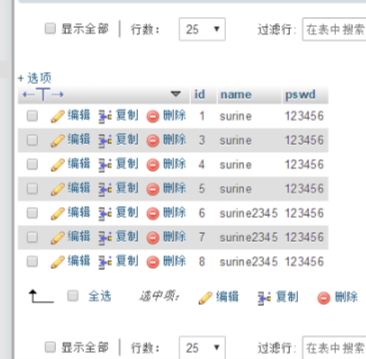 显示全部 行数： 25 过滤行： 在表中搜索
+ 选项
←T→ id name pswd
编辑 复制 删除 1 surine 123456
编辑 复制 删除 3 surine 123456
编辑 复制 删除 4 surine 123456
编辑 复制 删除 5 surine 123456
编辑 复制 删除 6 surine2345 123456
编辑 复制 删除 7 surine2345 123456
编辑 复制 删除 8 surine2345 123456
全选 选中项： 编辑 复制 删除
显示全部 行数： 25 过滤行： 在表中搜索